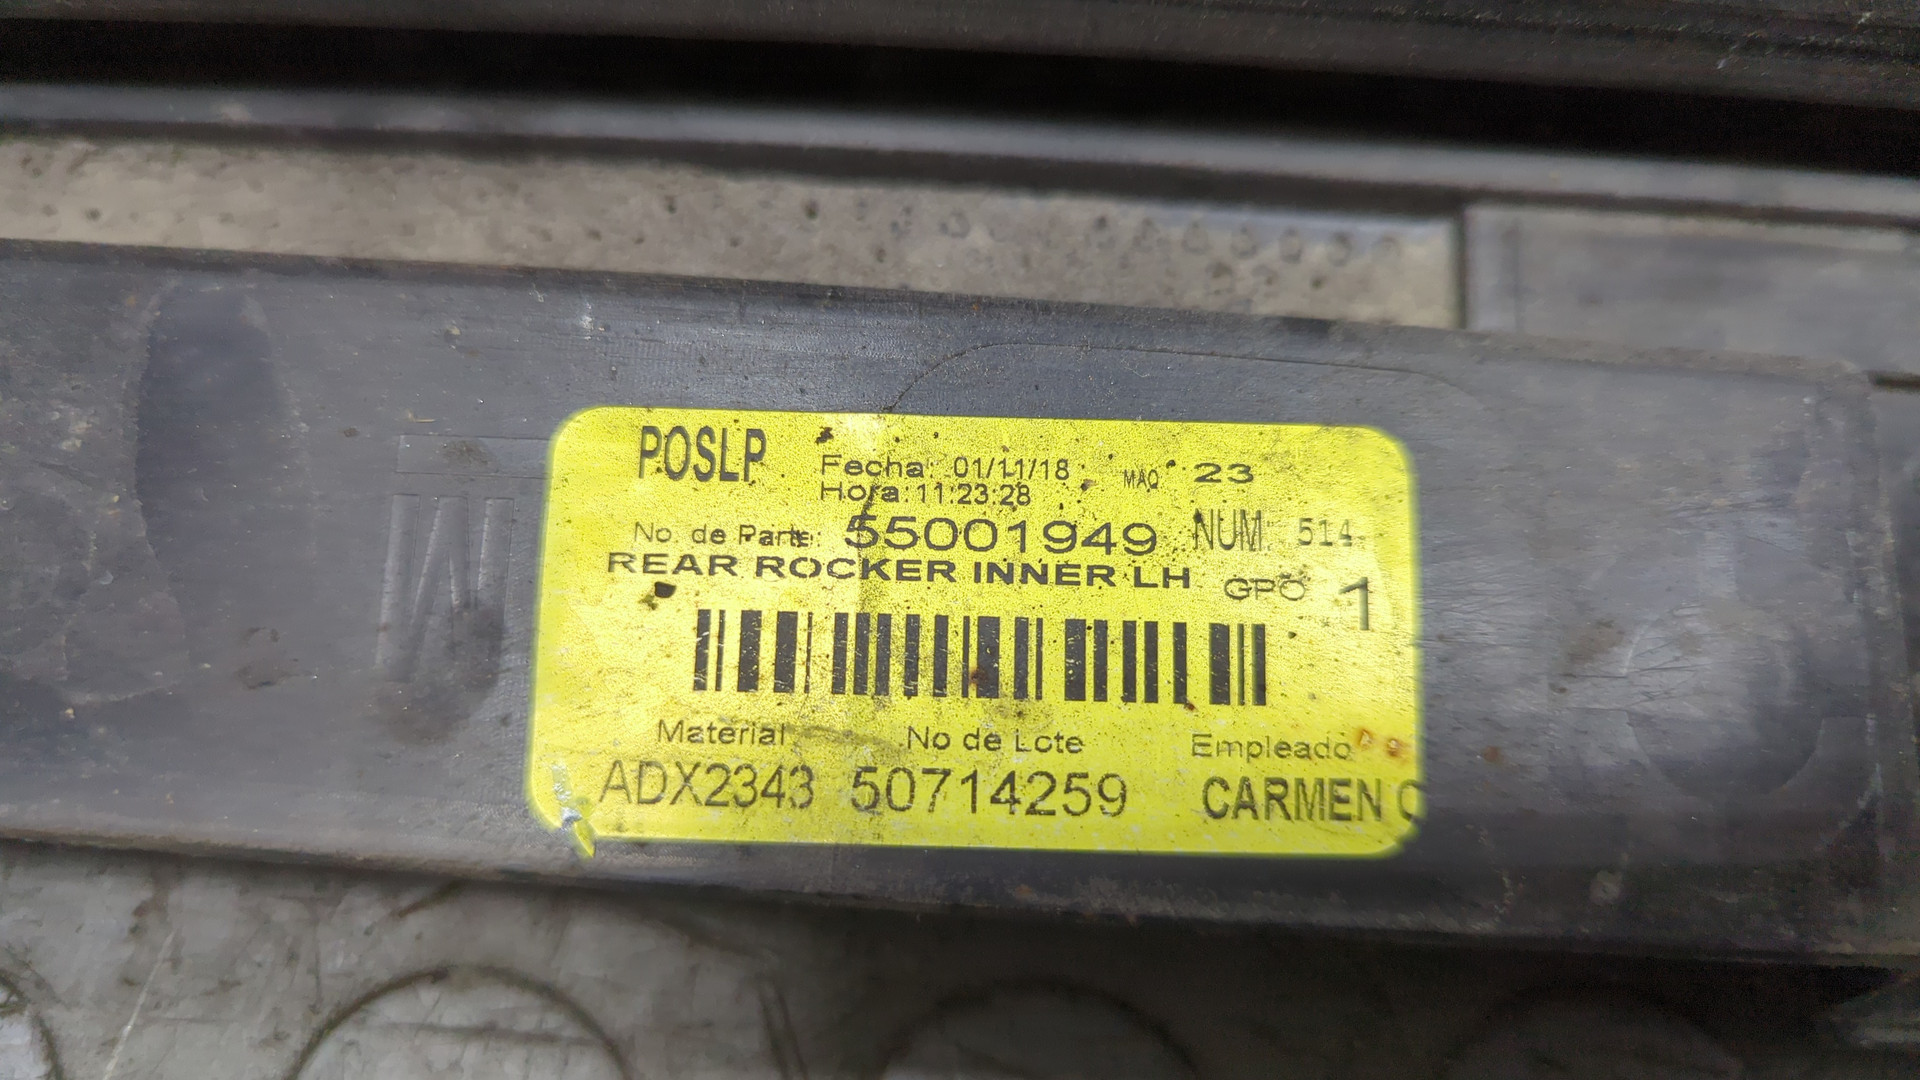 POSLP
Fecha: 01/11/18 MAQ 23
Hora: 11:23:28
No. de Parte: 55001949 NUM: 514
REAR ROCKER INNER LH GPO 1
Material No de Lote Empleado
ADX2343 50714259 CARMEN